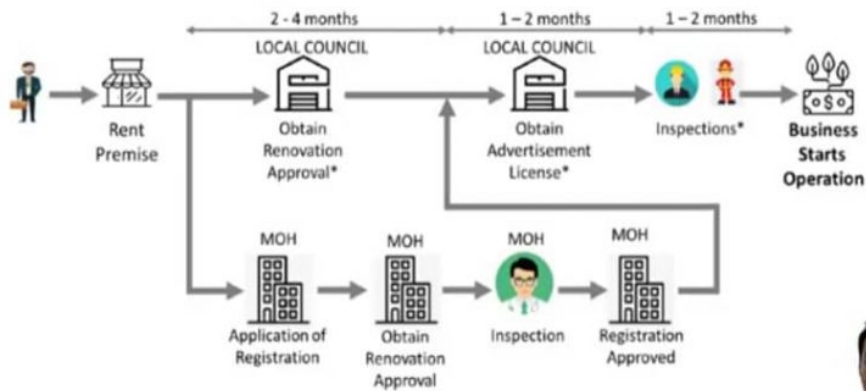 2 - 4 months
1 – 2 months
1 – 2 months
LOCAL COUNCIL
LOCAL COUNCIL
Rent
Premise
Obtain
Renovation
Approval*
Obtain
Advertisement
License*
Inspections*
Business
Starts
Operation
MOH
MOH
MOH
MOH
Application of
Registration
Obtain
Renovation
Approval
Inspection
Registration
Approved